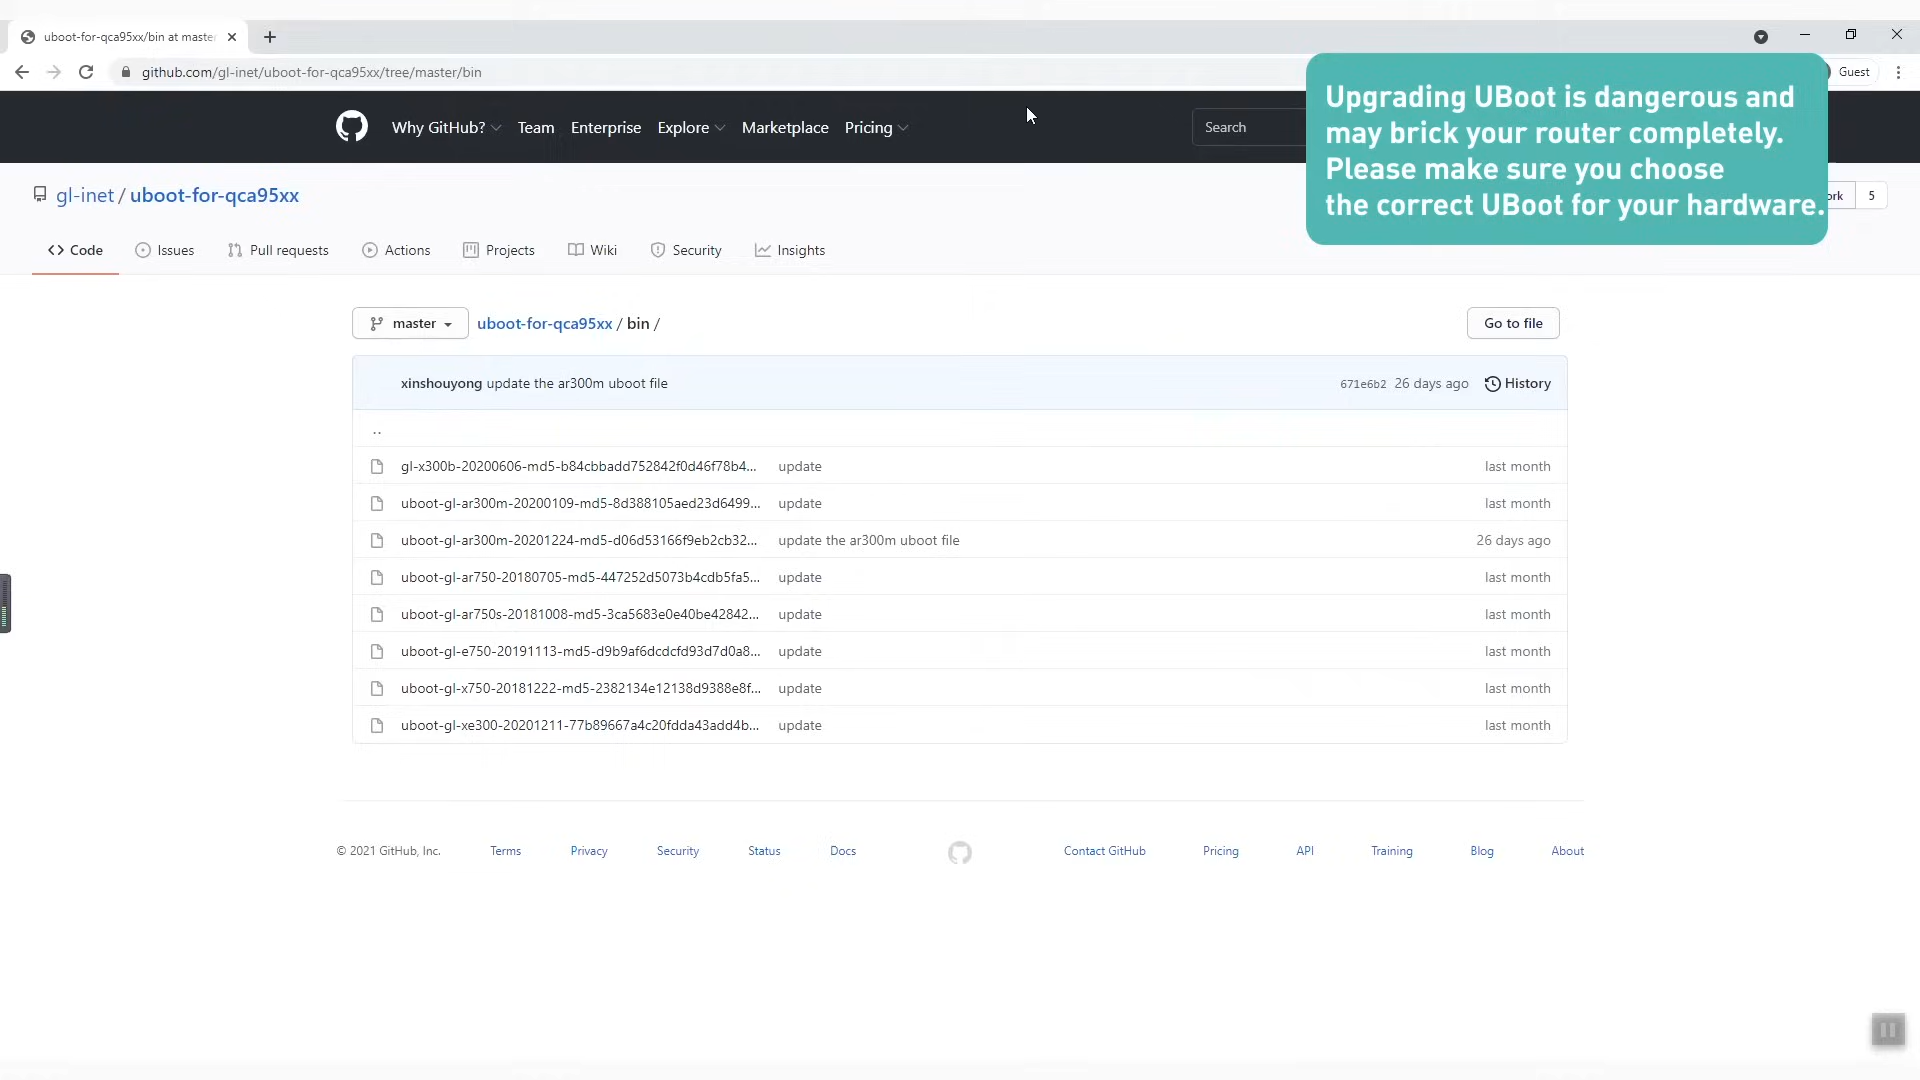 uboot-for-qca95xx/bin at master
github.com/gl-inet/uboot-for-qca95xx/tree/master/bin
Guest
Upgrading UBoot is dangerous and
may brick your router completely.
Please make sure you choose
the correct UBoot for your hardware.
Why GitHub? Team Enterprise Explore Marketplace Pricing
Search
gl-inet / uboot-for-qca95xx
ork 5
Code Issues Pull requests Actions Projects Wiki Security Insights
master uboot-for-qca95xx / bin / Go to file
xinshouyong update the ar300m uboot file 671e6b2 26 days ago History
..
gl-x300b-20200606-md5-b84cbbadd752842f0d46f78b4... update last month
uboot-gl-ar300m-20200109-md5-8d388105aed23d6499... update last month
uboot-gl-ar300m-20201224-md5-d06d53166f9eb2cb32... update the ar300m uboot file 26 days ago
uboot-gl-ar750-20180705-md5-447252d5073b4cdb5fa5... update last month
uboot-gl-ar750s-20181008-md5-3ca5683e0e40be42842... update last month
uboot-gl-e750-20191113-md5-d9b9af6dcdcfd93d7d0a8... update last month
uboot-gl-x750-20181222-md5-2382134e12138d9388e8f... update last month
uboot-gl-xe300-20201211-77b89667a4c20fdda43add4b... update last month
© 2021 GitHub, Inc. Terms Privacy Security Status Docs Contact GitHub Pricing API Training Blog About